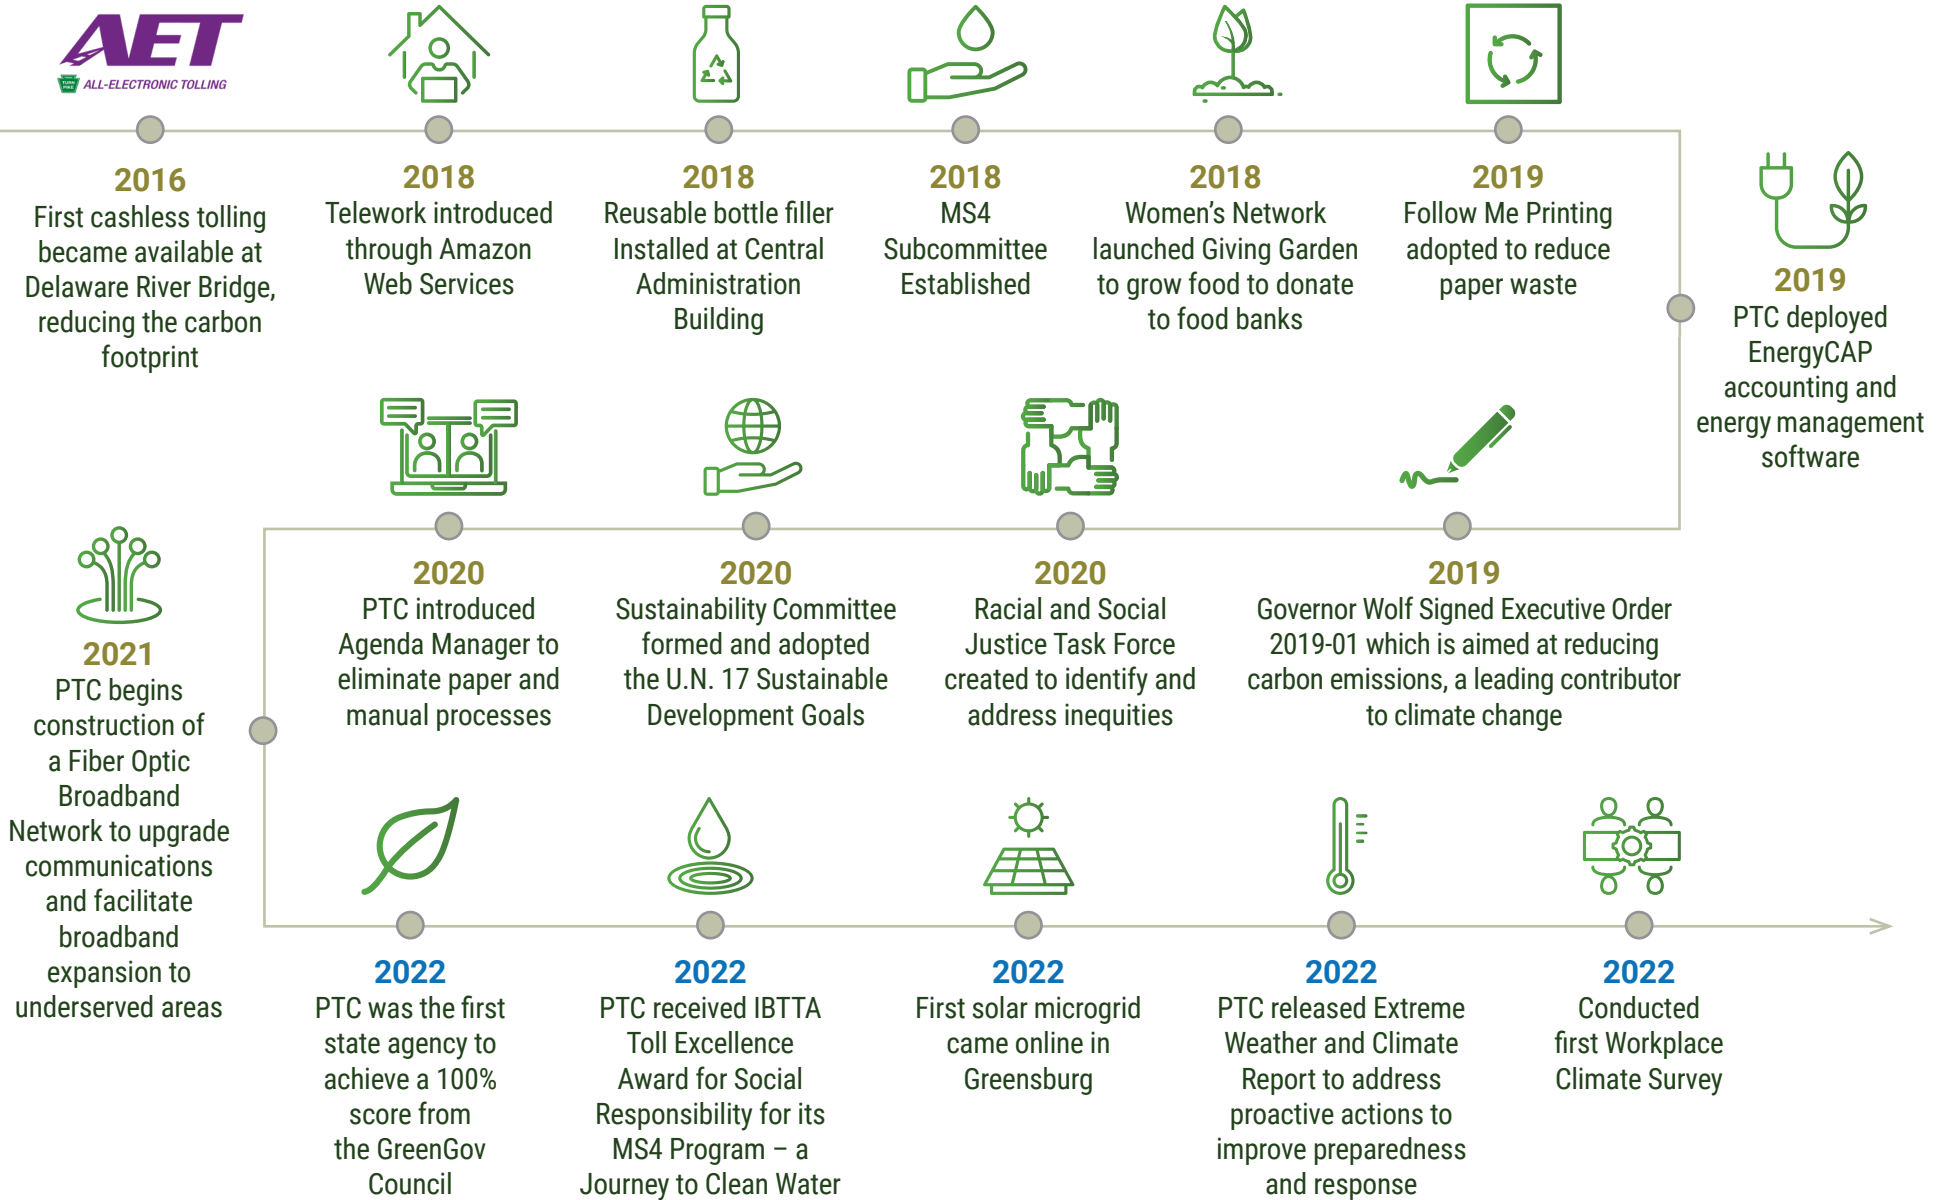 AET
TURN PIKE
ALL-ELECTRONIC TOLLING
2016
First cashless tolling
became available at
Delaware River Bridge,
reducing the carbon
footprint
2018
Telework introduced
through Amazon
Web Services
2018
Reusable bottle filler
Installed at Central
Administration
Building
2018
MS4
Subcommittee
Established
2018
Women's Network
launched Giving Garden
to grow food to donate
to food banks
2019
Follow Me Printing
adopted to reduce
paper waste
2019
PTC deployed
EnergyCAP
accounting and
energy management
software
2019
Governor Wolf Signed Executive Order
2019-01 which is aimed at reducing
carbon emissions, a leading contributor
to climate change
2020
Racial and Social
Justice Task Force
created to identify and
address inequities
2020
Sustainability Committee
formed and adopted
the U.N. 17 Sustainable
Development Goals
2020
PTC introduced
Agenda Manager to
eliminate paper and
manual processes
2021
PTC begins
construction of
a Fiber Optic
Broadband
Network to upgrade
communications
and facilitate
broadband
expansion to
underserved areas
2022
PTC was the first
state agency to
achieve a 100%
score from
the GreenGov
Council
2022
PTC received IBTTA
Toll Excellence
Award for Social
Responsibility for its
MS4 Program – a
Journey to Clean Water
2022
First solar microgrid
came online in
Greensburg
2022
PTC released Extreme
Weather and Climate
Report to address
proactive actions to
improve preparedness
and response
2022
Conducted
first Workplace
Climate Survey